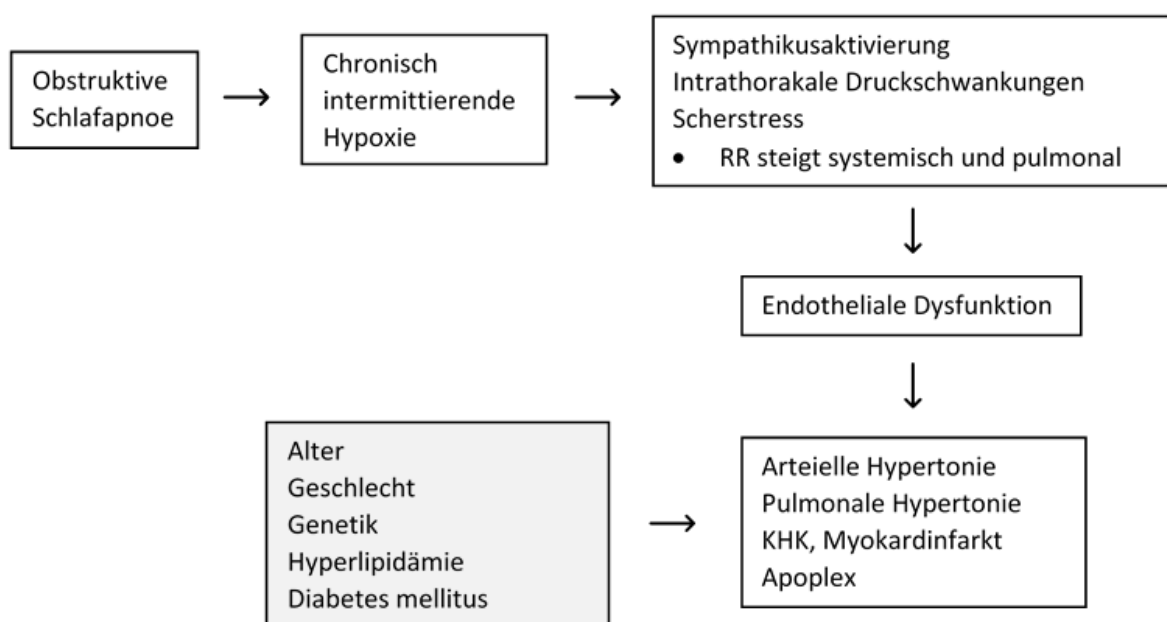 Obstruktive
Schlafapnoe
Chronisch
intermittierende
Hypoxie
Sympathikusaktivierung
Intrathorakale Druckschwankungen
Scherstress
• RR steigt systemisch und pulmonal
Endotheliale Dysfunktion
Alter
Geschlecht
Genetik
Hyperlipidämie
Diabetes mellitus
Arteielle Hypertonie
Pulmonale Hypertonie
KHK, Myokardinfarkt
Apoplex